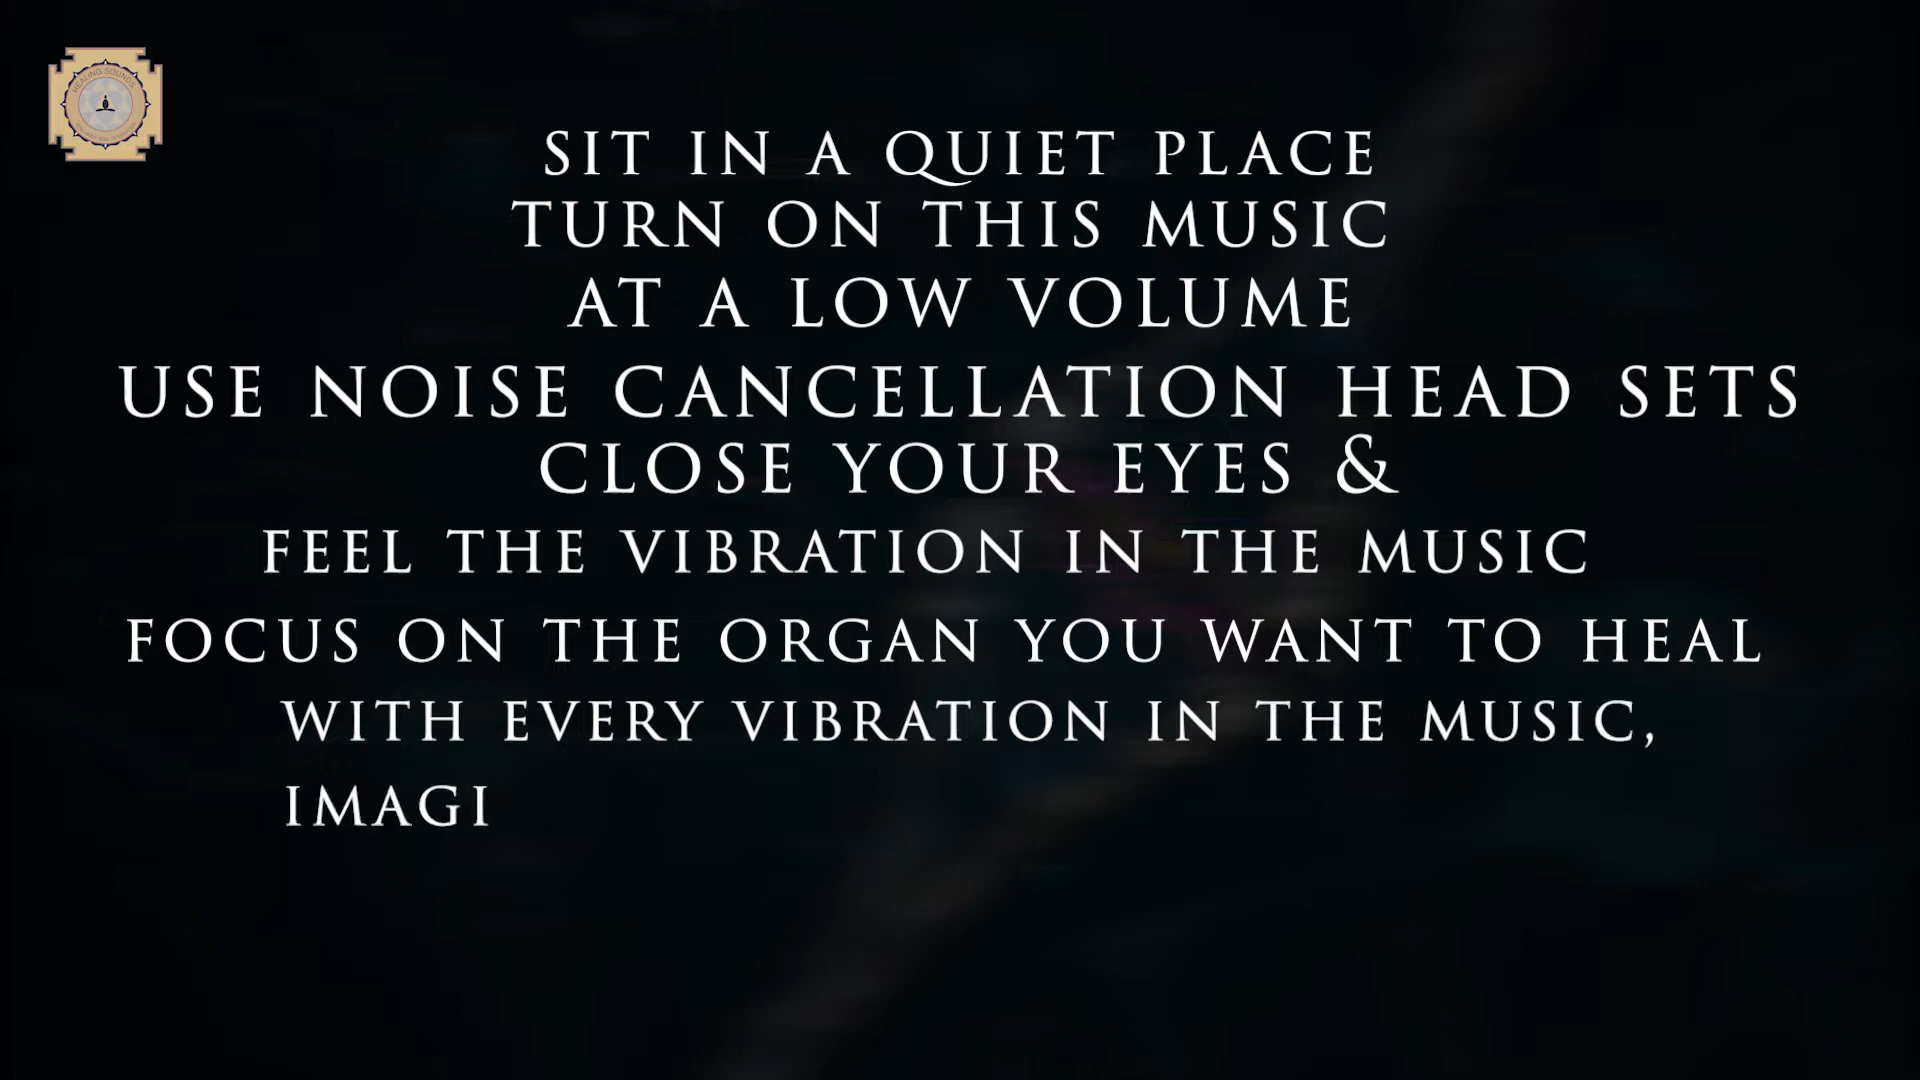 HEALING SOUNDS
SIT IN A QUIET PLACE
TURN ON THIS MUSIC
AT A LOW VOLUME
USE NOISE CANCELLATION HEAD SETS
CLOSE YOUR EYES &
FEEL THE VIBRATION IN THE MUSIC
FOCUS ON THE ORGAN YOU WANT TO HEAL
WITH EVERY VIBRATION IN THE MUSIC,
IMAGI